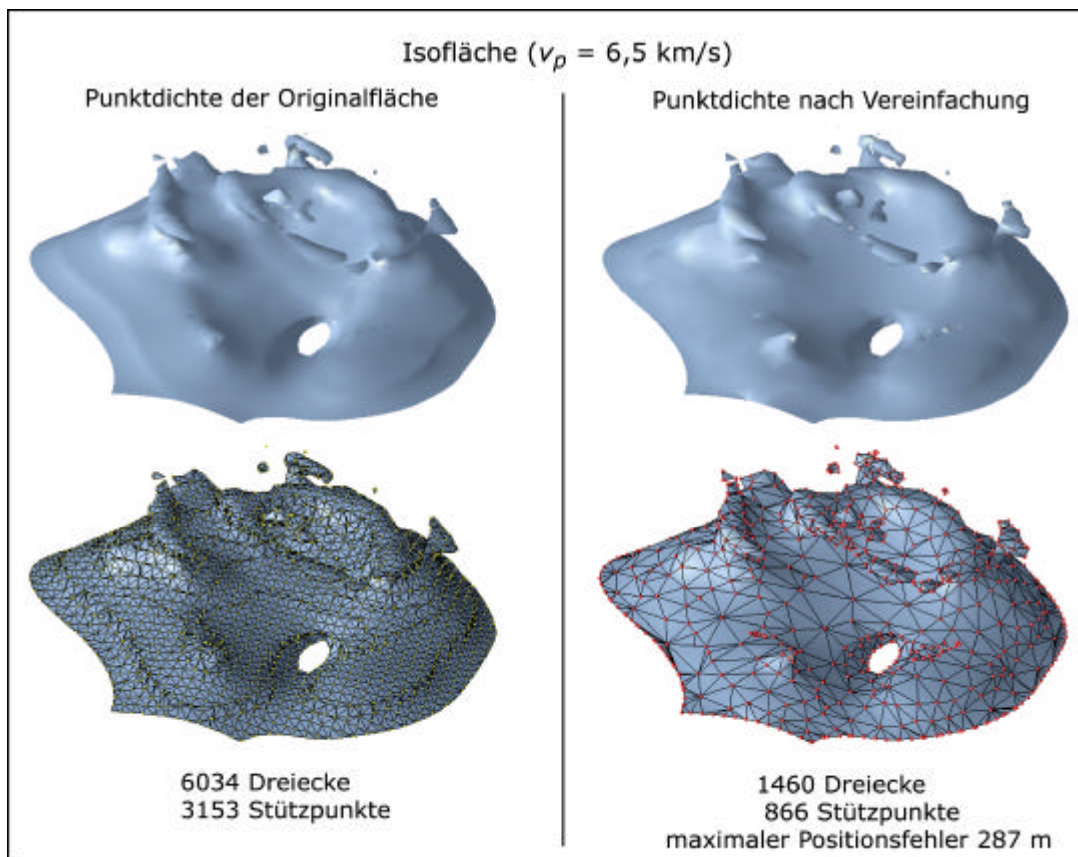 Isofläche (vp = 6,5 km/s)
Punktdichte der Originalfläche
Punktdichte nach Vereinfachung
6034 Dreiecke
3153 Stützpunkte
1460 Dreiecke
866 Stützpunkte
maximaler Positionsfehler 287 m